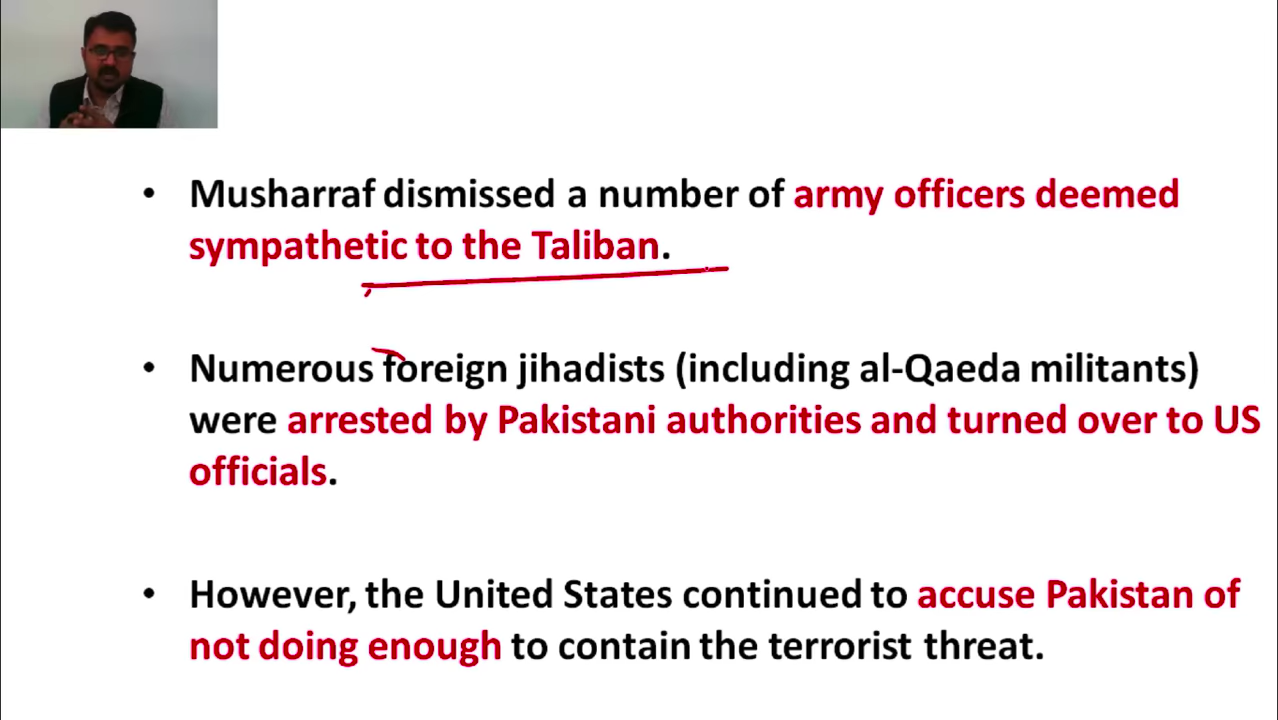 • Musharraf dismissed a number of army officers deemed
sympathetic to the Taliban.
• Numerous foreign jihadists (including al-Qaeda militants)
were arrested by Pakistani authorities and turned over to US
officials.
• However, the United States continued to accuse Pakistan of
not doing enough to contain the terrorist threat.